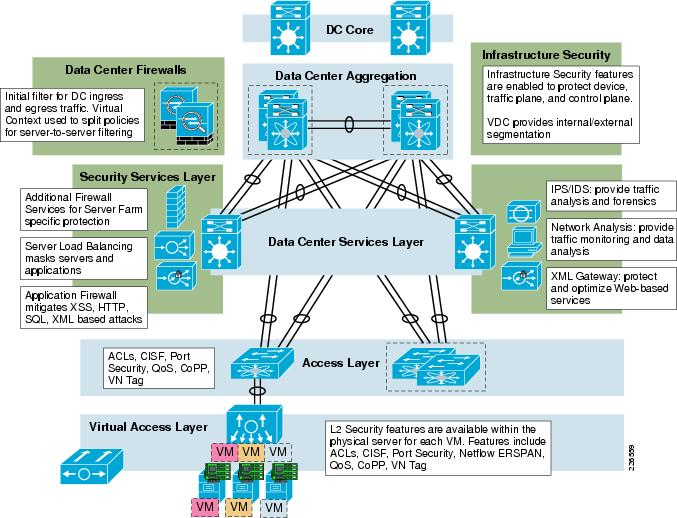 DC Core
Data Center Firewalls
Initial filter for DC ingress
and egress traffic. Virtual
Context used to split policies
for server-to-server filtering
Data Center Aggregation
Infrastructure Security
Infrastructure Security features
are enabled to protect device,
traffic plane, and control plane.
VDC provides internal/external
segmentation
Security Services Layer
Additional Firewall
Services for Server Farm
specific protection
Server Load Balancing
masks servers and
applications
Application Firewall
mitigates XSS, HTTP,
SQL, XML based attacks
Data Center Services Layer
IPS/IDS: provide traffic
analysis and forensics
Network Analysis: provide
traffic monitoring and data
analysis
XML Gateway: protect
and optimize Web-based
services
ACLs, CISF, Port
Security, QoS, CoPP,
VN Tag
Access Layer
Virtual Access Layer
L2 Security features are available within the
physical server for each VM. Features include
ACLs, CISF, Port Security, Netflow ERSPAN,
QoS, CoPP, VN Tag
VM VM VM
VM VM VM
226559